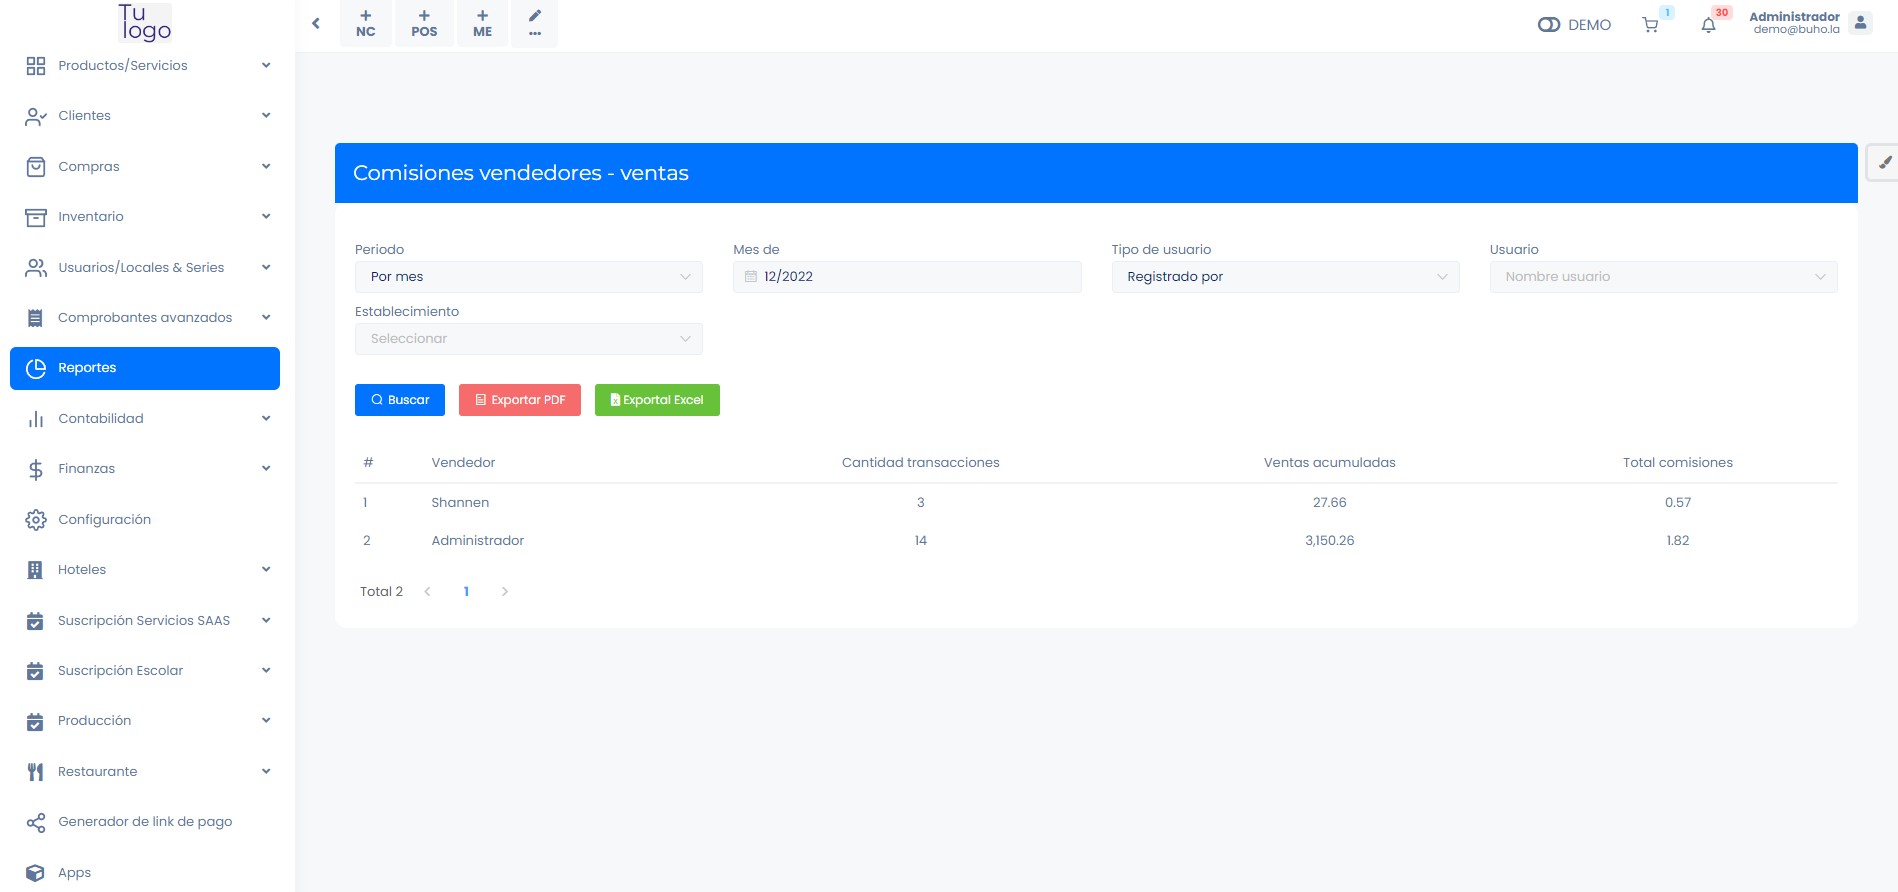 Tu
logo
Productos/Servicios
Clientes
Compras
Inventario
Usuarios/Locales & Series
Comprobantes avanzados
Reportes
Contabilidad
Finanzas
Configuración
Hoteles
Suscripción Servicios SAAS
Suscripción Escolar
Producción
Restaurante
Generador de link de pago
Apps
NC POS ME ...
DEMO 1 30 Administrador
demo@buho.la
Comisiones vendedores - ventas
Periodo Mes de Tipo de usuario Usuario
Por mes 12/2022 Registrado por Nombre usuario
Establecimiento
Seleccionar
Buscar Exportar PDF Exportal Excel
# Vendedor Cantidad transacciones Ventas acumuladas Total comisiones
1 Shannen 3 27.66 0.57
2 Administrador 14 3,150.26 1.82
Total 2 1